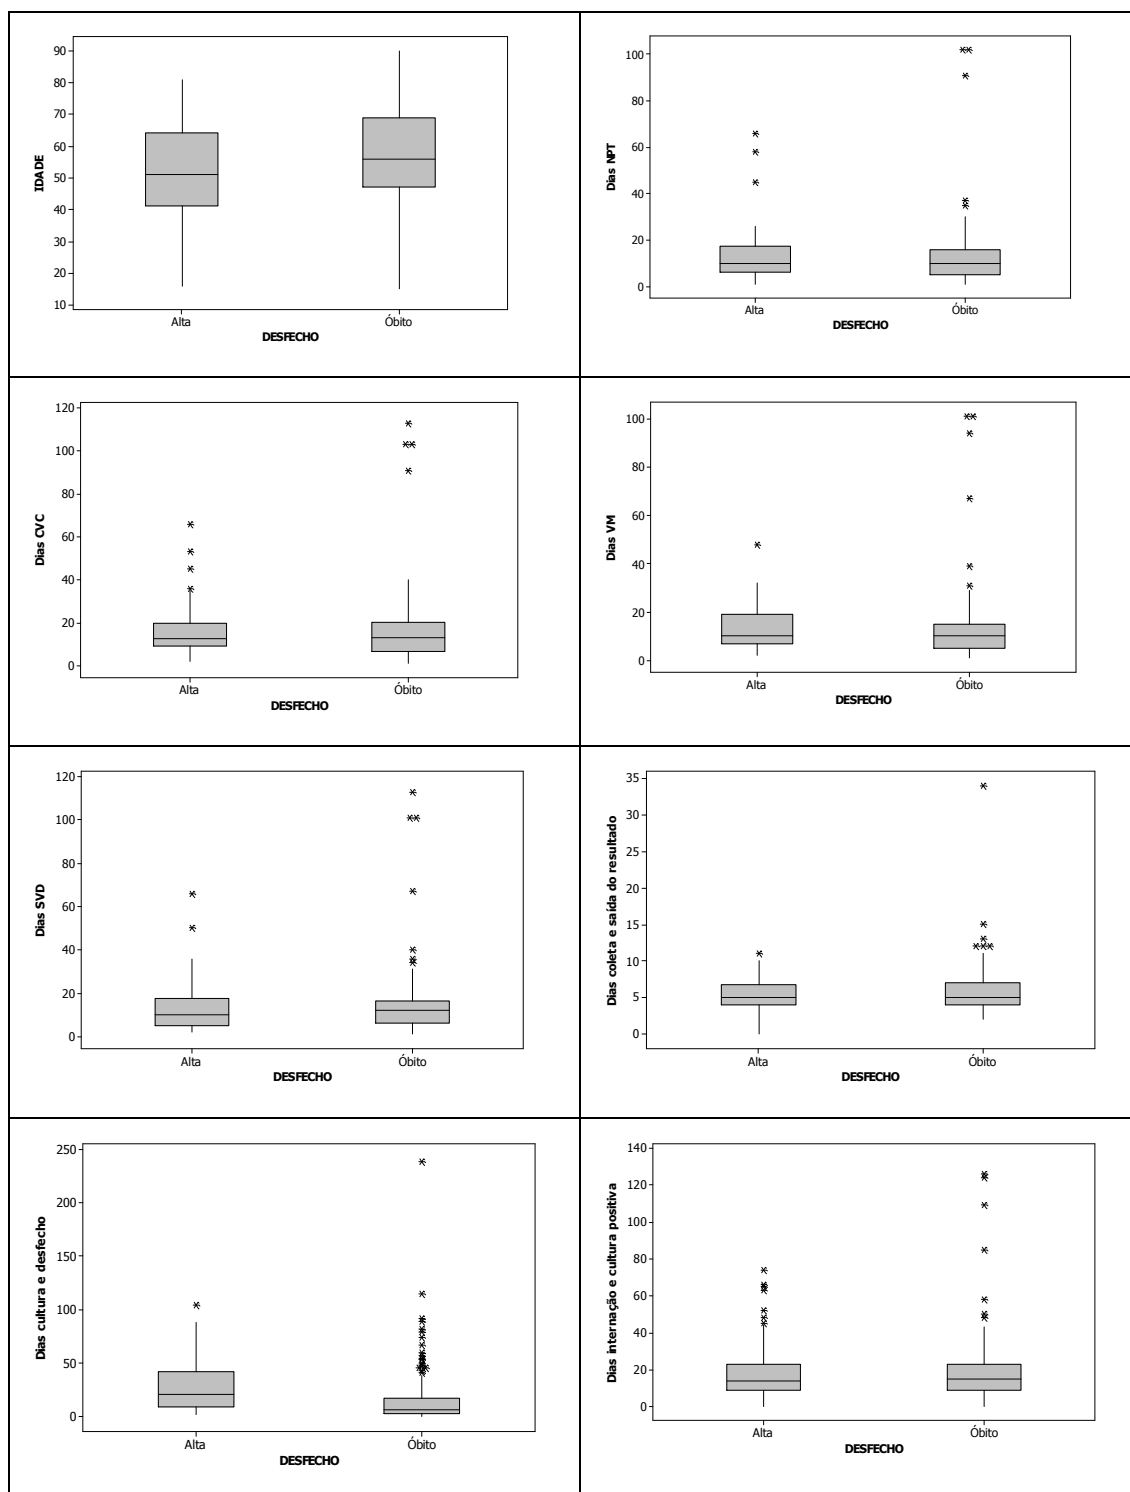 IDADE
90
80
70
60
50
40
30
20
10
Alta Óbito
DESFECHO
Dias NPT
100
80
60
40
20
0
Alta Óbito
DESFECHO
Dias CVC
120
100
80
60
40
20
0
Alta Óbito
DESFECHO
Dias VM
100
80
60
40
20
0
Alta Óbito
DESFECHO
Dias SVD
120
100
80
60
40
20
0
Alta Óbito
DESFECHO
Dias coleta e saída do resultado
35
30
25
20
15
10
5
0
Alta Óbito
DESFECHO
Dias cultura e desfecho
250
200
150
100
50
0
Alta Óbito
DESFECHO
Dias internação e cultura positiva
140
120
100
80
60
40
20
0
Alta Óbito
DESFECHO